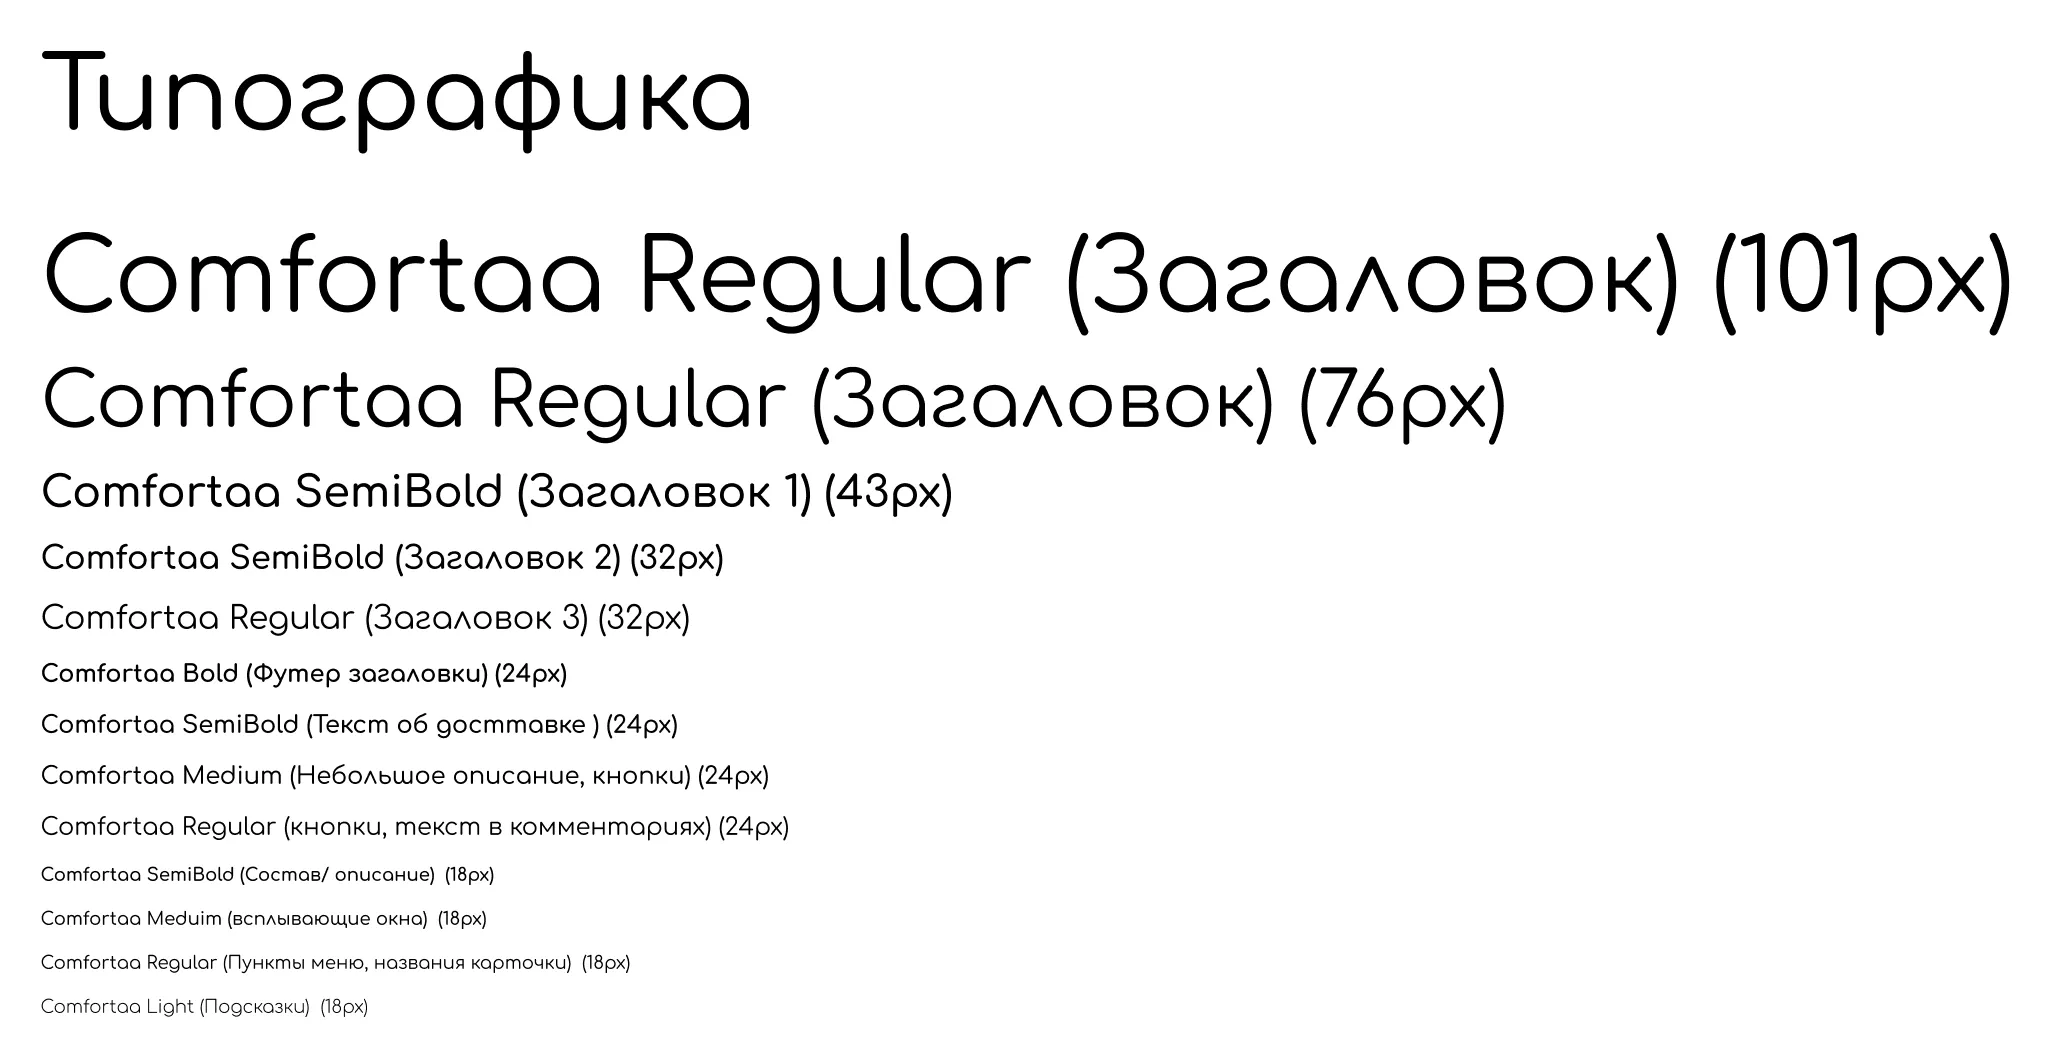 Типографика
Comfortaa Regular (Заголовок) (101px)
Comfortaa Regular (Заголовок) (76px)
Comfortaa SemiBold (Заголовок 1) (43px)
Comfortaa SemiBold (Заголовок 2) (32px)
Comfortaa Regular (Заголовок 3) (32px)
Comfortaa Bold (Футер заголовки) (24px)
Comfortaa SemiBold (Текст об досттавке ) (24px)
Comfortaa Medium (Небольшое описание, кнопки) (24px)
Comfortaa Regular (кнопки, текст в комментариях) (24px)
Comfortaa SemiBold (Состав/ описание)  (18px)
Comfortaa Meduim (всплывающие окна)  (18px)
Comfortaa Regular (Пункты меню, названия карточки)  (18px)
Comfortaa Light (Подсказки)  (18px)